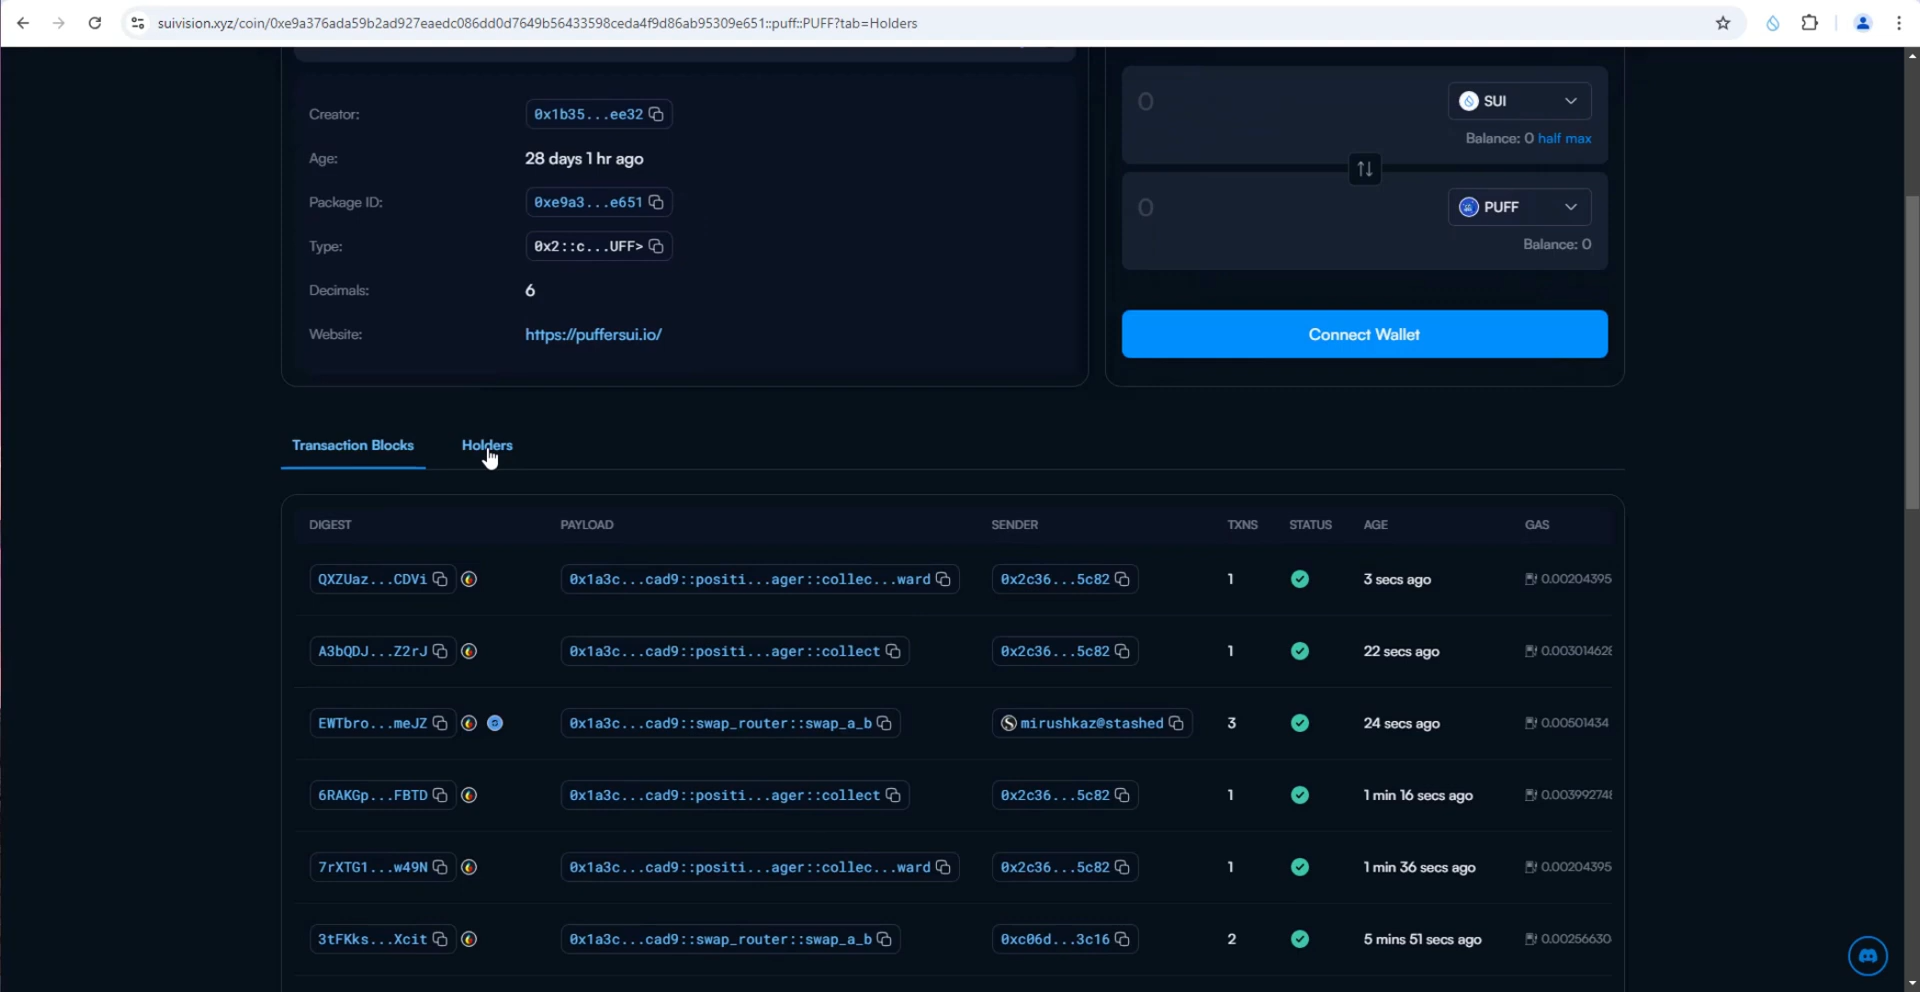 suivision.xyz/coin/0xe9a376ada59b2ad927eaedc086dd0d7649b56433598ceda4f9d86ab95309e651::puff::PUFF?tab=Holders
Creator: 0x1b35...ee32
Age: 28 days 1 hr ago
Package ID: 0xe9a3...e651
Type: 0x2::c...UFF>
Decimals: 6
Website: https://puffersui.io/
0 SUI
Balance: 0 half max
0 PUFF
Balance: 0
Connect Wallet
Transaction Blocks Holders
DIGEST PAYLOAD SENDER TXNS STATUS AGE GAS
QXZUaz...CDVi 0x1a3c...cad9::positi...ager::collec...ward 0x2c36...5c82 1 3 secs ago 0.00204395
A3bQDJ...Z2rJ 0x1a3c...cad9::positi...ager::collect 0x2c36...5c82 1 22 secs ago 0.003014628
EWTbro...meJZ 0x1a3c...cad9::swap_router::swap_a_b mirushkaz@stashed 3 24 secs ago 0.00501434
6RAKGp...FBTD 0x1a3c...cad9::positi...ager::collect 0x2c36...5c82 1 1 min 16 secs ago 0.003992748
7rXTG1...w49N 0x1a3c...cad9::positi...ager::collec...ward 0x2c36...5c82 1 1 min 36 secs ago 0.00204395
3tFKks...Xcit 0x1a3c...cad9::swap_router::swap_a_b 0xc06d...3c16 2 5 mins 51 secs ago 0.00256630